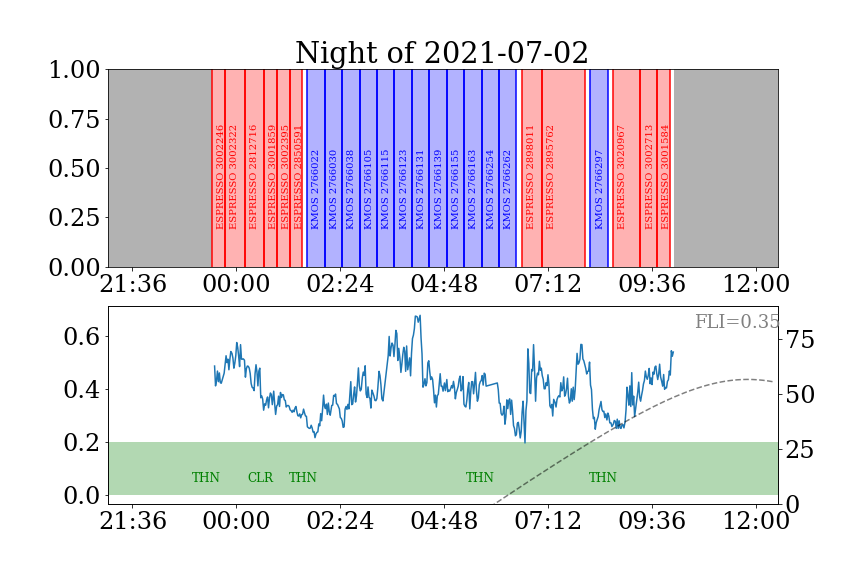 Night of 2021-07-02
1.00
0.75
0.50
0.25
0.00
ESPRESSO 3002246
ESPRESSO 3002322
ESPRESSO 2812716
ESPRESSO 3001859
ESPRESSO 3002395
ESPRESSO 2850591
KMOS 2766022
KMOS 2766030
KMOS 2766038
KMOS 2766105
KMOS 2766115
KMOS 2766123
KMOS 2766131
KMOS 2766139
KMOS 2766155
KMOS 2766163
KMOS 2766254
KMOS 2766262
ESPRESSO 2898011
ESPRESSO 2895762
KMOS 2766297
ESPRESSO 3020967
ESPRESSO 3002713
ESPRESSO 3001584
21:36 00:00 02:24 04:48 07:12 09:36 12:00
FLI=0.35
0.6
0.4
0.2
0.0
75
50
25
0
THN CLR THN THN THN
21:36 00:00 02:24 04:48 07:12 09:36 12:00